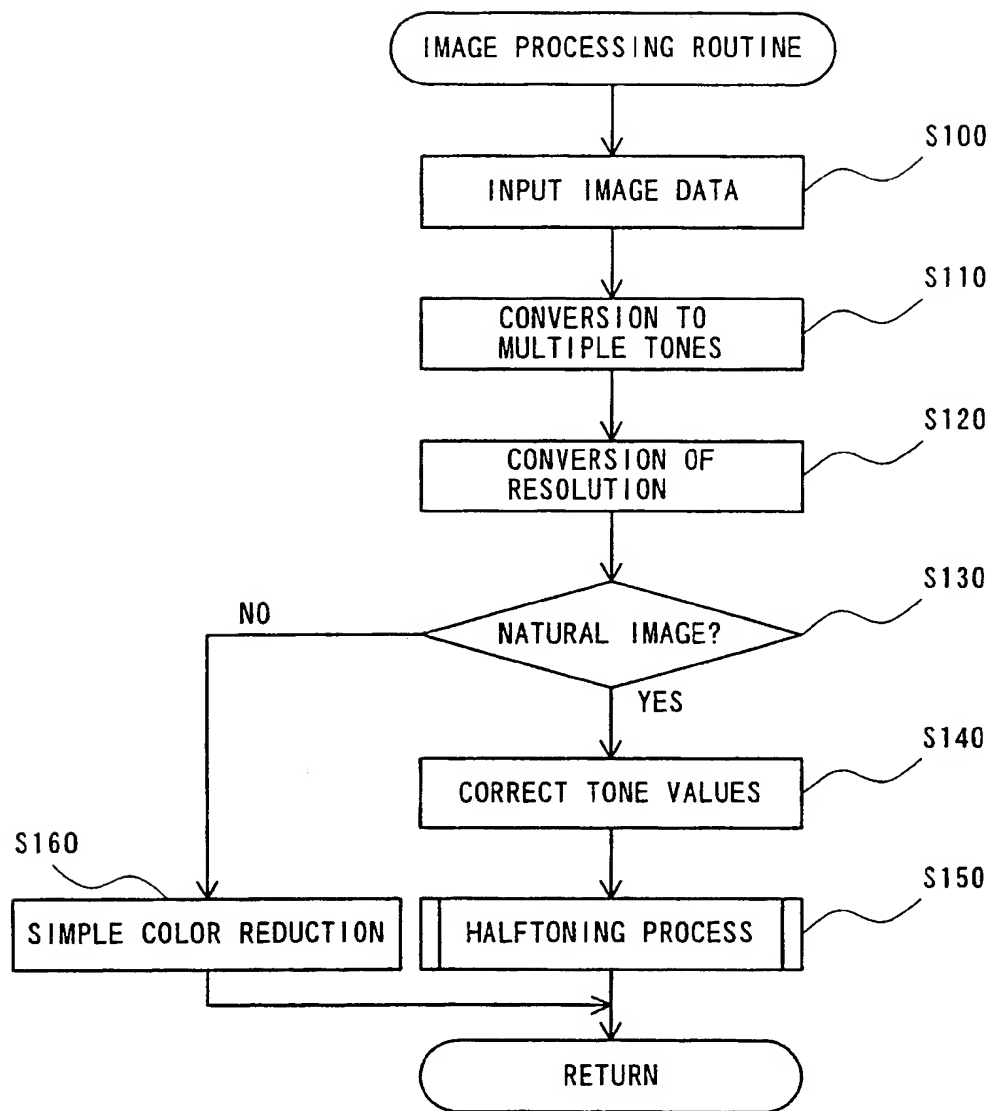 IMAGE PROCESSING ROUTINE
S100
INPUT IMAGE DATA
S110
CONVERSION TO
MULTIPLE TONES
S120
CONVERSION OF
RESOLUTION
S130
NO
NATURAL IMAGE?
YES
S140
CORRECT TONE VALUES
S160
S150
SIMPLE COLOR REDUCTION
HALFTONING PROCESS
RETURN